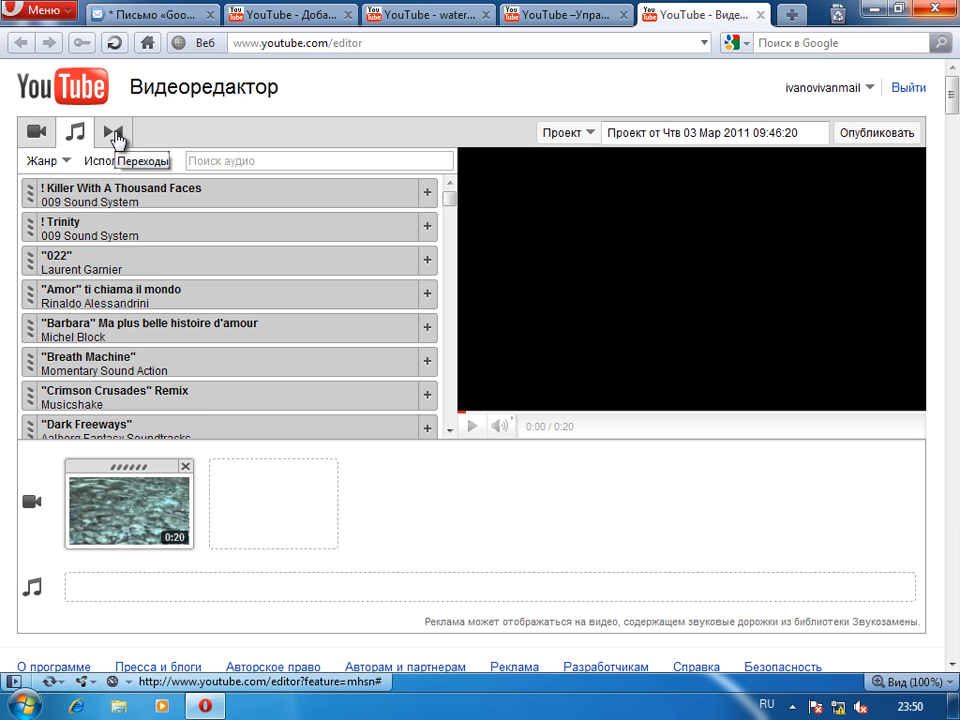 Меню
* Письмо «Goo...
YouTube - Доба...
YouTube - water...
YouTube –Упра...
YouTube - Виде...
Веб
www.youtube.com/editor
Поиск в Google
YouTube
Видеоредактор
ivanovivanmail
Выйти
Проект
Проект от Чтв 03 Мар 2011 09:46:20
Опубликовать
Жанр
Испол
Переходы
Поиск аудио
! Killer With A Thousand Faces
009 Sound System
! Trinity
009 Sound System
"022"
Laurent Garnier
"Amor" ti chiama il mondo
Rinaldo Alessandrini
"Barbara" Ma plus belle histoire d'amour
Michel Block
"Breath Machine"
Momentary Sound Action
"Crimson Crusades" Remix
Musicshake
"Dark Freeways"
Aalborg Fantasy Soundtracks
0:00 / 0:20
0:20
Реклама может отображаться на видео, содержащем звуковые дорожки из библиотеки Звукозамены.
О программе
Пресса и блоги
Авторское право
Авторам и партнерам
Реклама
Разработчикам
Справка
Безопасность
http://www.youtube.com/editor?feature=mhsn#
Вид (100%)
RU
23:50